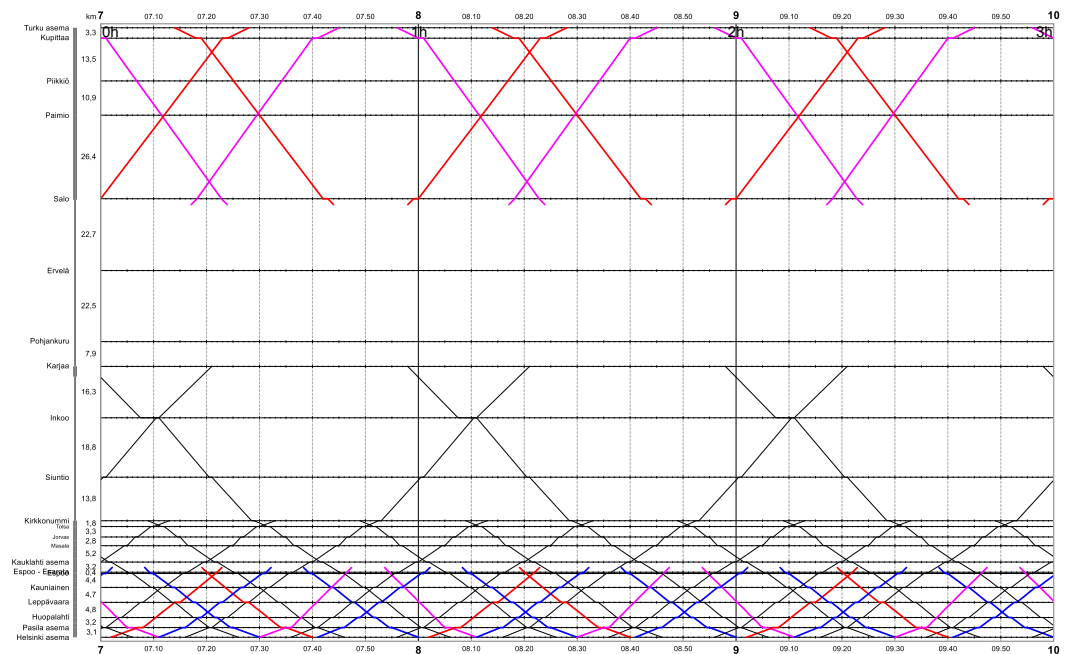 km 7 07.10 07.20 07.30 07.40 07.50 8 08.10 08.20 08.30 08.40 08.50 9 09.10 09.20 09.30 09.40 09.50 10
Turku asema 0h 1h 2h 3h
3,3
Kupittaa
13,5
Piikkiö
10,9
Paimio
26,4
Salo
22,7
Ervelä
22,5
Pohjankuru
7,9
Karjaa
16,3
Inkoo
18,8
Siuntio
13,8
Kirkkonummi
1,8
Tolsa
3,3
Jorvas
2,8
Masala
5,2
Kauklahti asema
3,2
Espoo
4,4
Kauniainen
4,7
Leppävaara
4,8
Huopalahti
3,2
Pasila asema
3,1
Helsinki asema
7 07.10 07.20 07.30 07.40 07.50 8 08.10 08.20 08.30 08.40 08.50 9 09.10 09.20 09.30 09.40 09.50 10